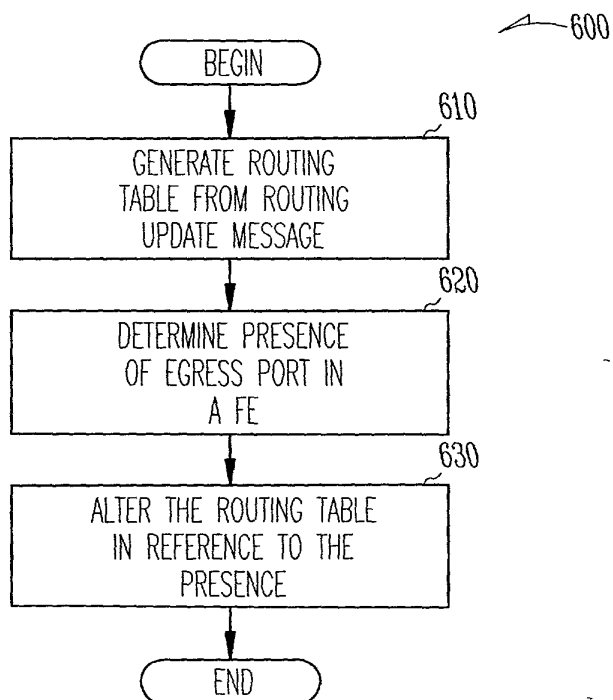 600
BEGIN
610
GENERATE ROUTING
TABLE FROM ROUTING
UPDATE MESSAGE
620
DETERMINE PRESENCE
OF EGRESS PORT IN
A FE
630
ALTER THE ROUTING TABLE
IN REFERENCE TO THE
PRESENCE
END